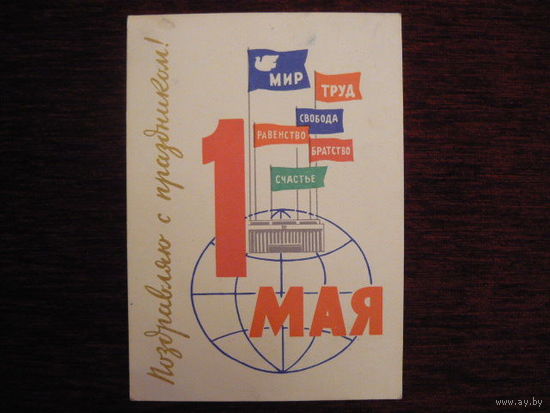 Поздравляю с праздником!
МИР
ТРУД
СВОБОДА
РАВЕНСТВО
БРАТСТВО
СЧАСТЬЕ
1
МАЯ
www.ay.by